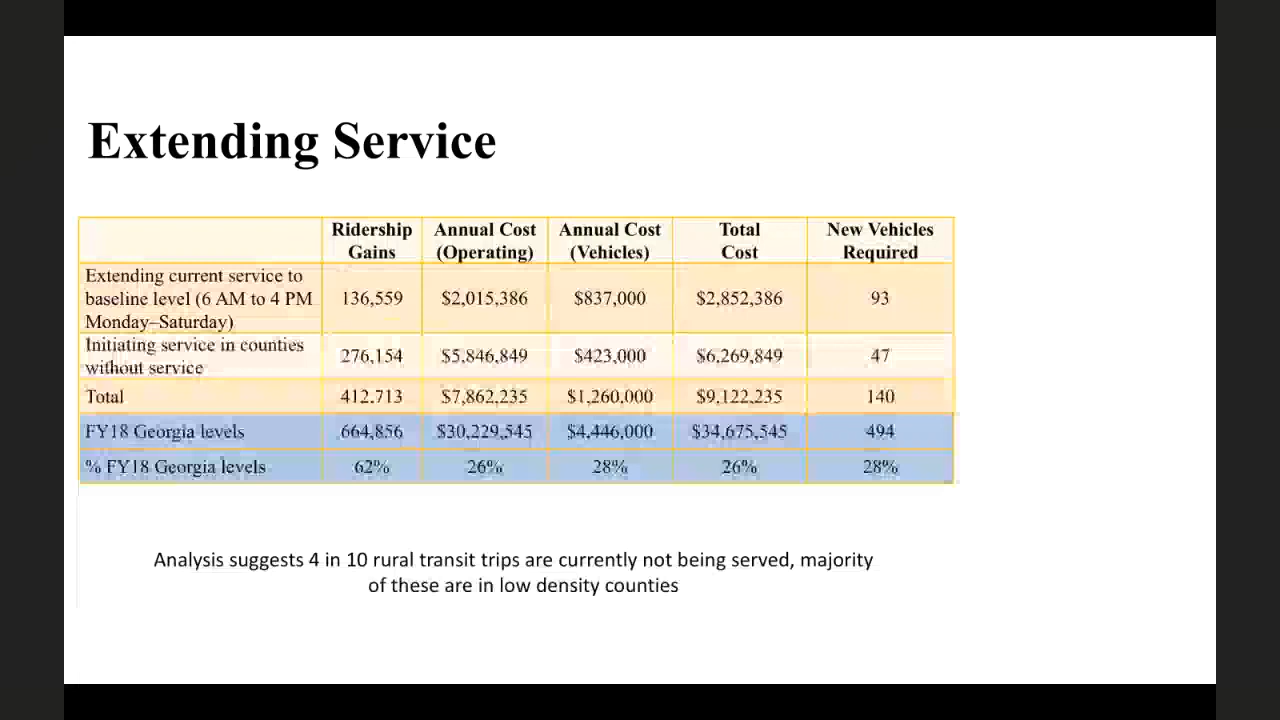 Extending Service
Ridership Gains | Annual Cost (Operating) | Annual Cost (Vehicles) | Total Cost | New Vehicles Required
Extending current service to baseline level (6 AM to 4 PM Monday–Saturday) | 136,559 | $2,015,386 | $837,000 | $2,852,386 | 93
Initiating service in counties without service | 276,154 | $5,846,849 | $423,000 | $6,269,849 | 47
Total | 412,713 | $7,862,235 | $1,260,000 | $9,122,235 | 140
FY18 Georgia levels | 664,856 | $30,229,545 | $4,446,000 | $34,675,545 | 494
% FY18 Georgia levels | 62% | 26% | 28% | 26% | 28%
Analysis suggests 4 in 10 rural transit trips are currently not being served, majority
of these are in low density counties